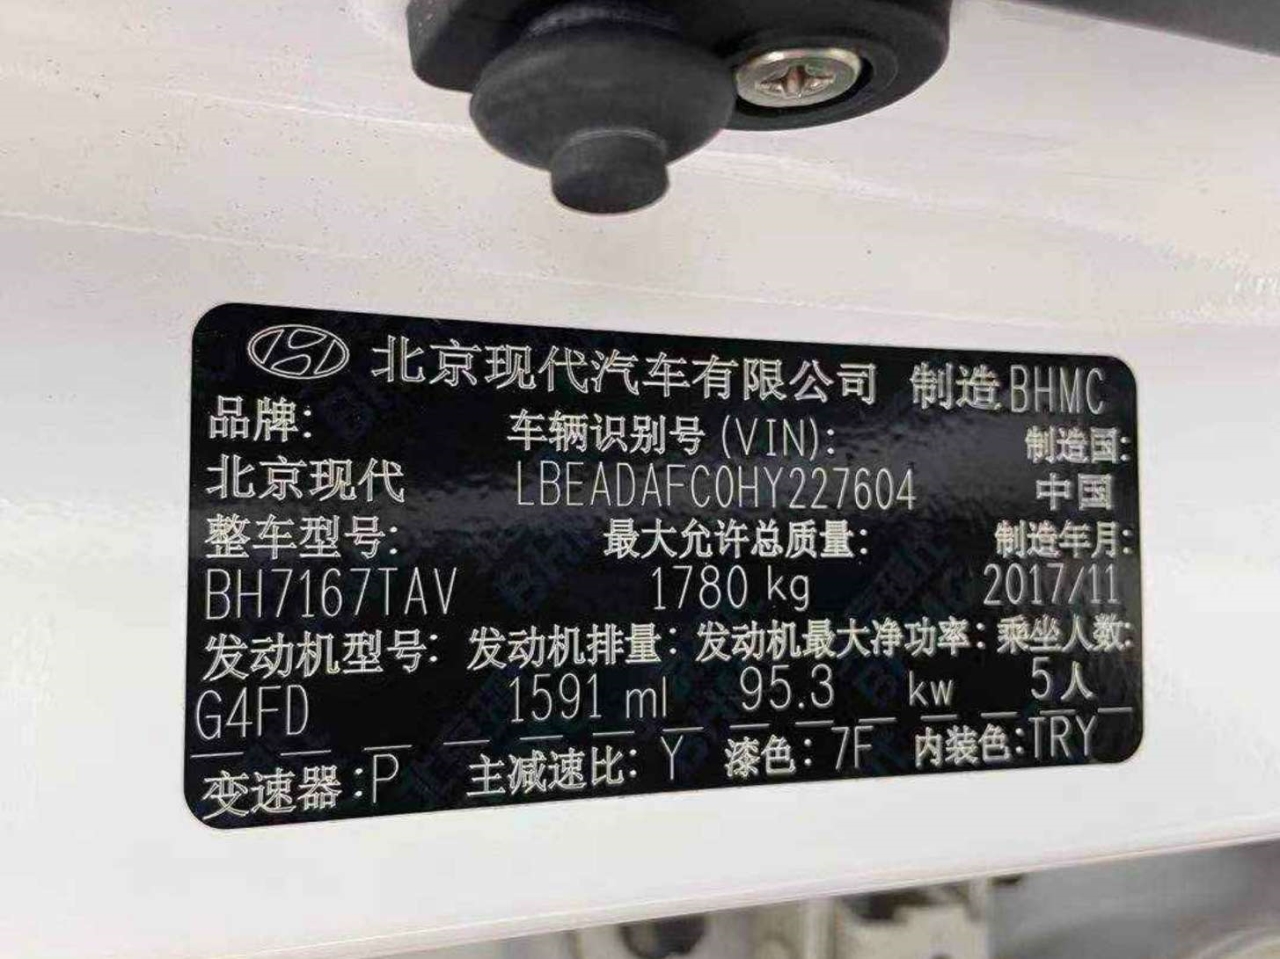 北京现代汽车有限公司 制造 BHMC
品牌: 车辆识别号(VIN): 制造国:
北京现代 LBEADAFC0HY227604 中国
整车型号: 最大允许总质量: 制造年月:
BH7167TAV 1780 kg 2017/11
发动机型号: 发动机排量: 发动机最大净功率: 乘坐人数:
G4FD 1591 ml 95.3 kw 5人
变速器:P 主减速比: Y 漆色: 7F 内装色:TRY